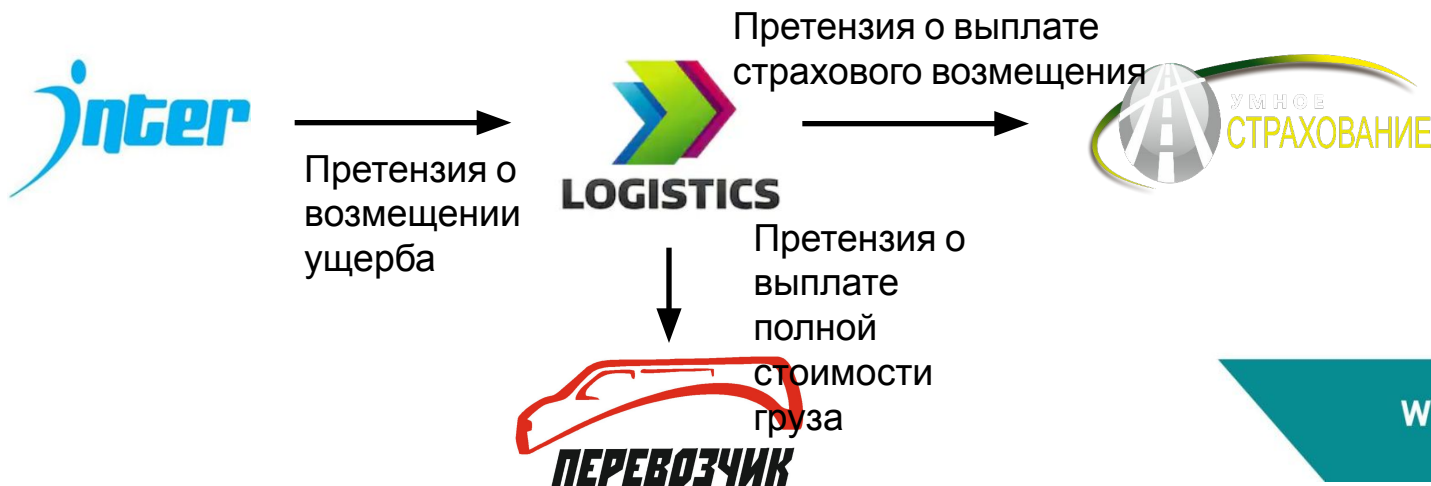 Претензия о выплате
страхового возмещения
inter
УМНОЕ
СТРАХОВАНИЕ
Претензия о
возмещении
ущерба
LOGISTICS
Претензия о
выплате
полной
стоимости
груза
ПЕРЕВОЗЧИК
W